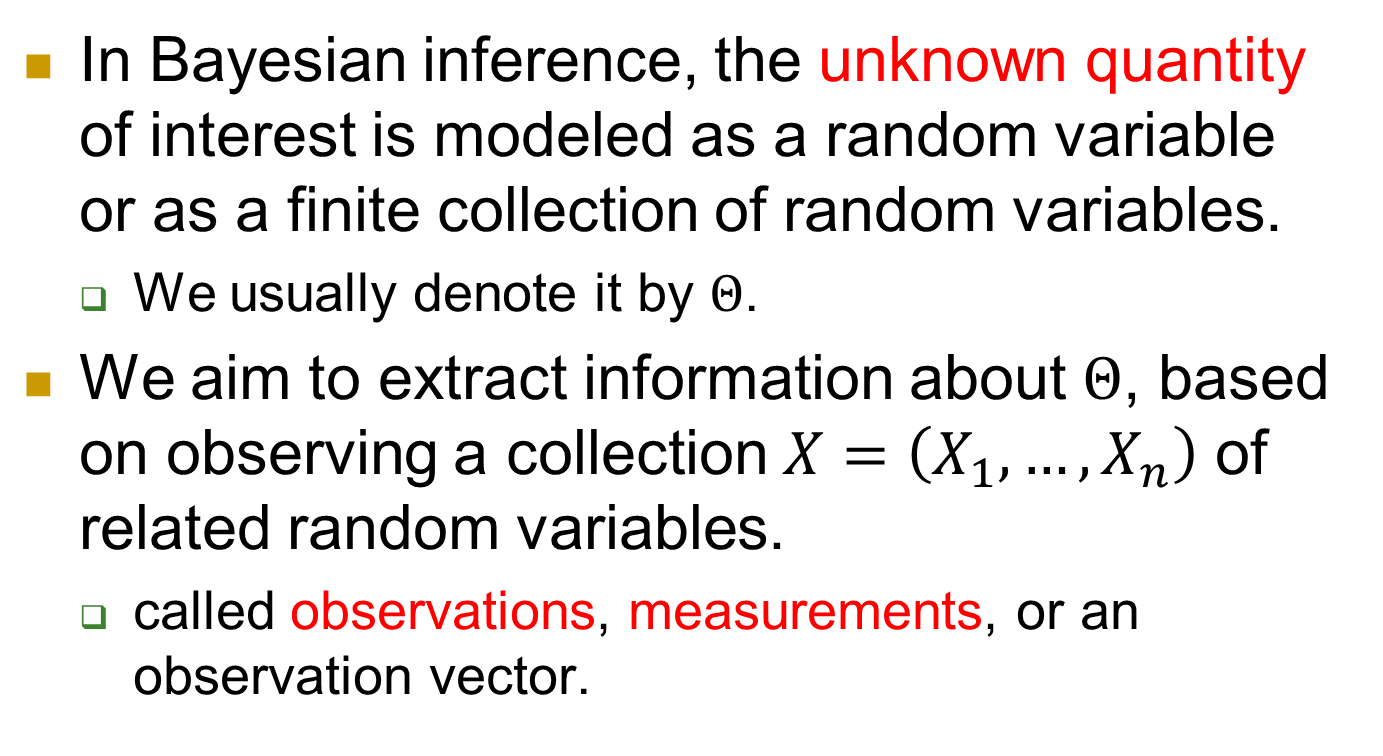 In Bayesian inference, the unknown quantity
of interest is modeled as a random variable
or as a finite collection of random variables.
We usually denote it by Θ.
We aim to extract information about Θ, based
on observing a collection X = (X₁, … , Xₙ) of
related random variables.
called observations, measurements, or an
observation vector.